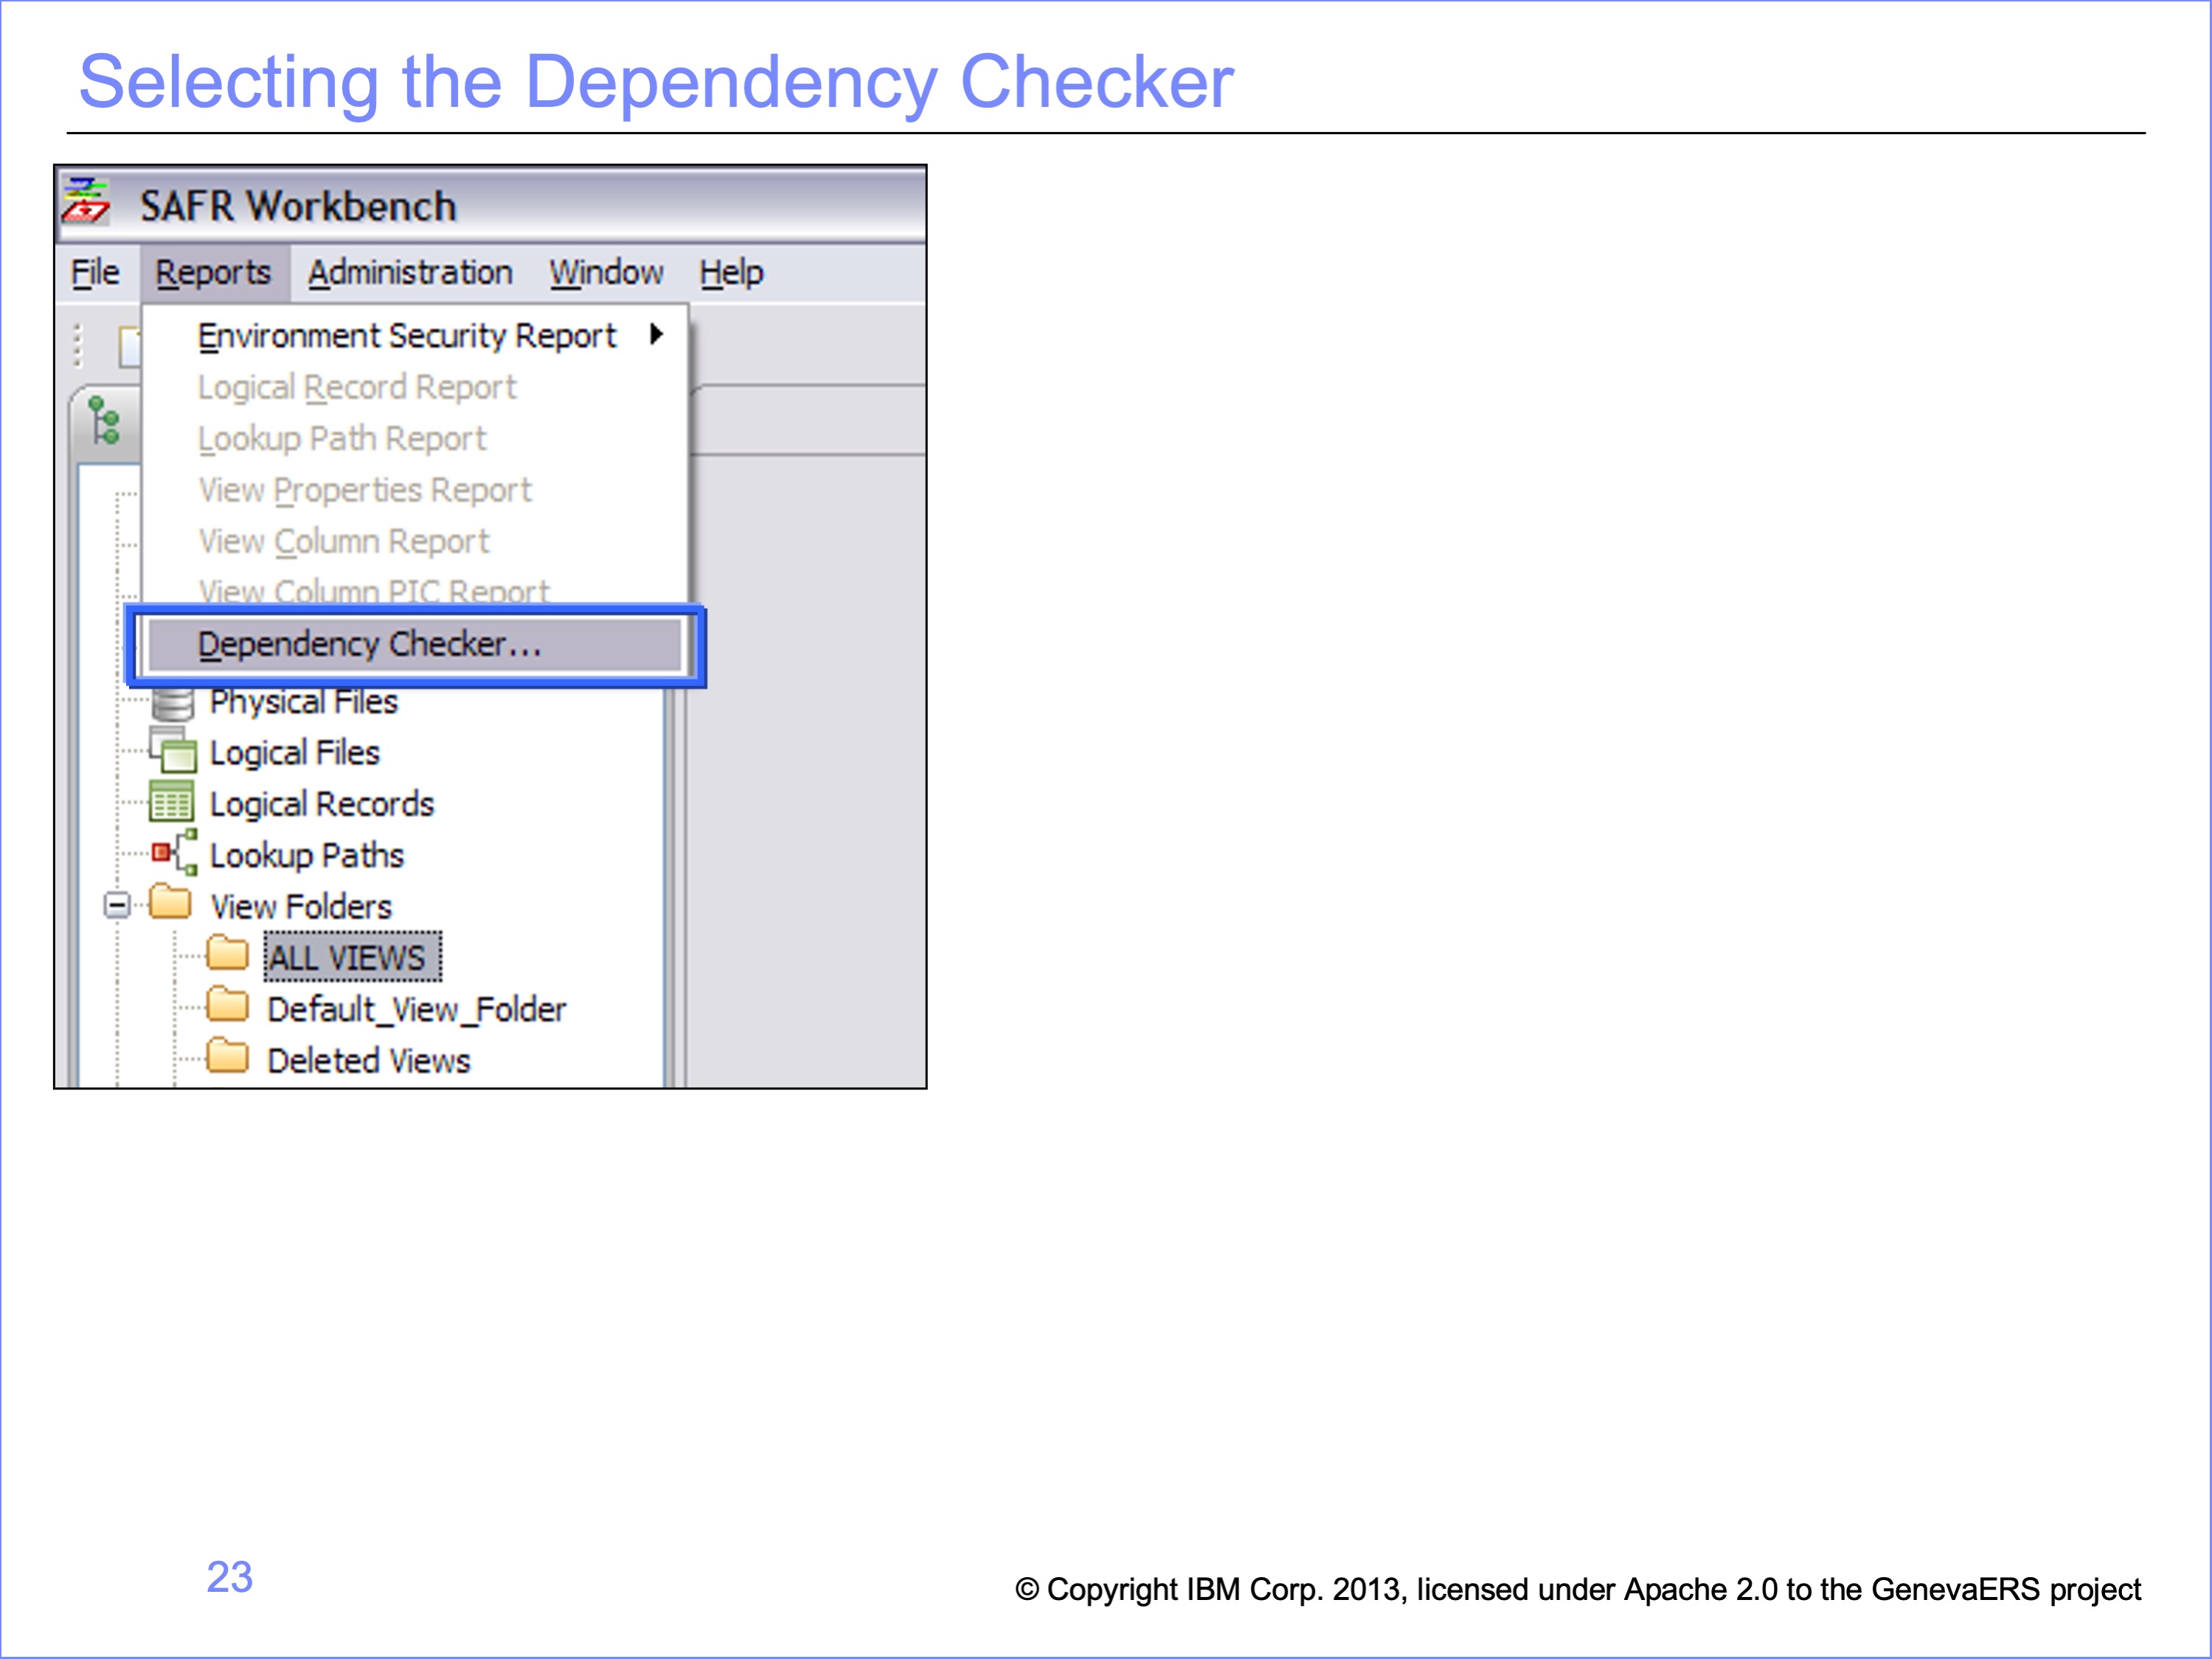 Selecting the Dependency Checker
SAFR Workbench
File Reports Administration Window Help
Environment Security Report
Logical Record Report
Lookup Path Report
View Properties Report
View Column Report
View Column PIC Report
Dependency Checker...
Physical Files
Logical Files
Logical Records
Lookup Paths
View Folders
ALL VIEWS
Default_View_Folder
Deleted Views
23
© Copyright IBM Corp. 2013, licensed under Apache 2.0 to the GenevaERS project